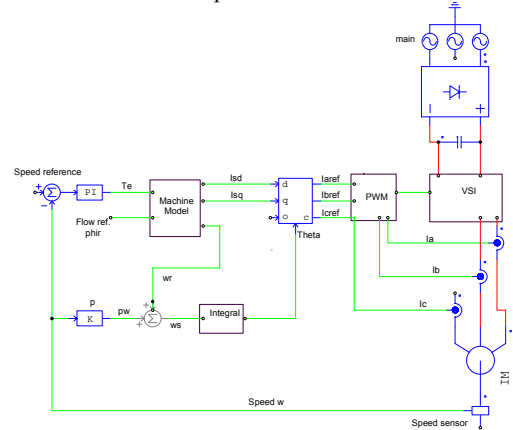 main
Speed reference
PI
Te
Machine
Model
Isd
Isq
d
q
o
c
Iaref
Ibref
Icref
PWM
VSI
Flow ref.
phir
Theta
Ia
wr
Ib
p
Ic
K
pw
ws
Integral
IM
Speed w
Speed sensor